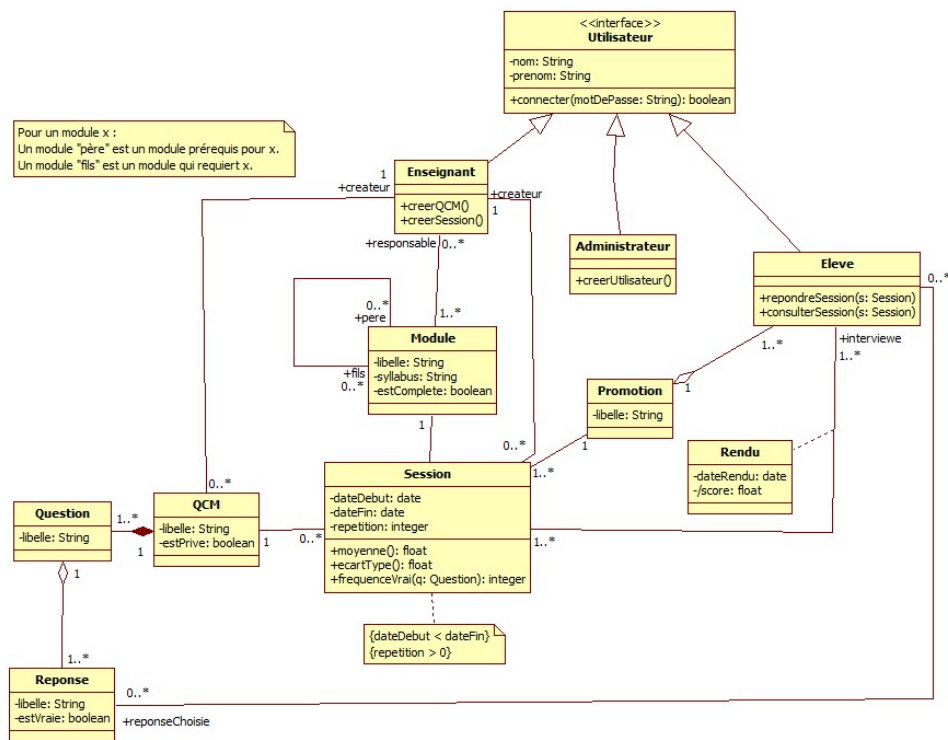 <<interface>>
Utilisateur
-nom: String
-prenom: String
+connecter(motDePasse: String): boolean
Pour un module x :
Un module "père" est un module prérequis pour x.
Un module "fils" est un module qui requiert x.
1
+createur
Enseignant
+creerQCM()
+creerSession()
+createur
1
+responsable
0..*
Administrateur
+creerUtilisateur()
Eleve
+repondreSession(s: Session)
+consulterSession(s: Session)
0..*
+interviewe
1..*
1..*
0..*
+pere
1..*
Module
-libelle: String
-syllabus: String
-estComplete: boolean
+fils
0..*
1
Promotion
-libelle: String
1
1
Rendu
-dateRendu: date
-/score: float
0..*
1..*
Session
-dateDebut: date
-dateFin: date
-repetition: integer
+moyenne(): float
+ecartType(): float
+frequenceVrai(q: Question): integer
1..*
0..*
0..*
QCM
-libelle: String
-estPrive: boolean
1
1..*
1
Question
-libelle: String
1
{dateDebut < dateFin}
{repetition > 0}
1..*
Reponse
-libelle: String
-estVraie: boolean
0..*
+reponseChoisie